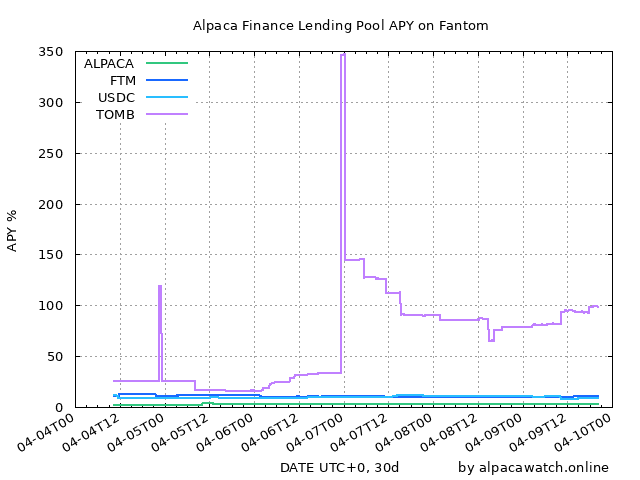 Alpaca Finance Lending Pool APY on Fantom
APY %
350
300
250
200
150
100
50
0
ALPACA
FTM
USDC
TOMB
04-04T00
04-04T12
04-05T00
04-05T12
04-06T00
04-06T12
04-07T00
04-07T12
04-08T00
04-08T12
04-09T00
04-09T12
04-10T00
DATE UTC+0, 30d
by alpacawatch.online